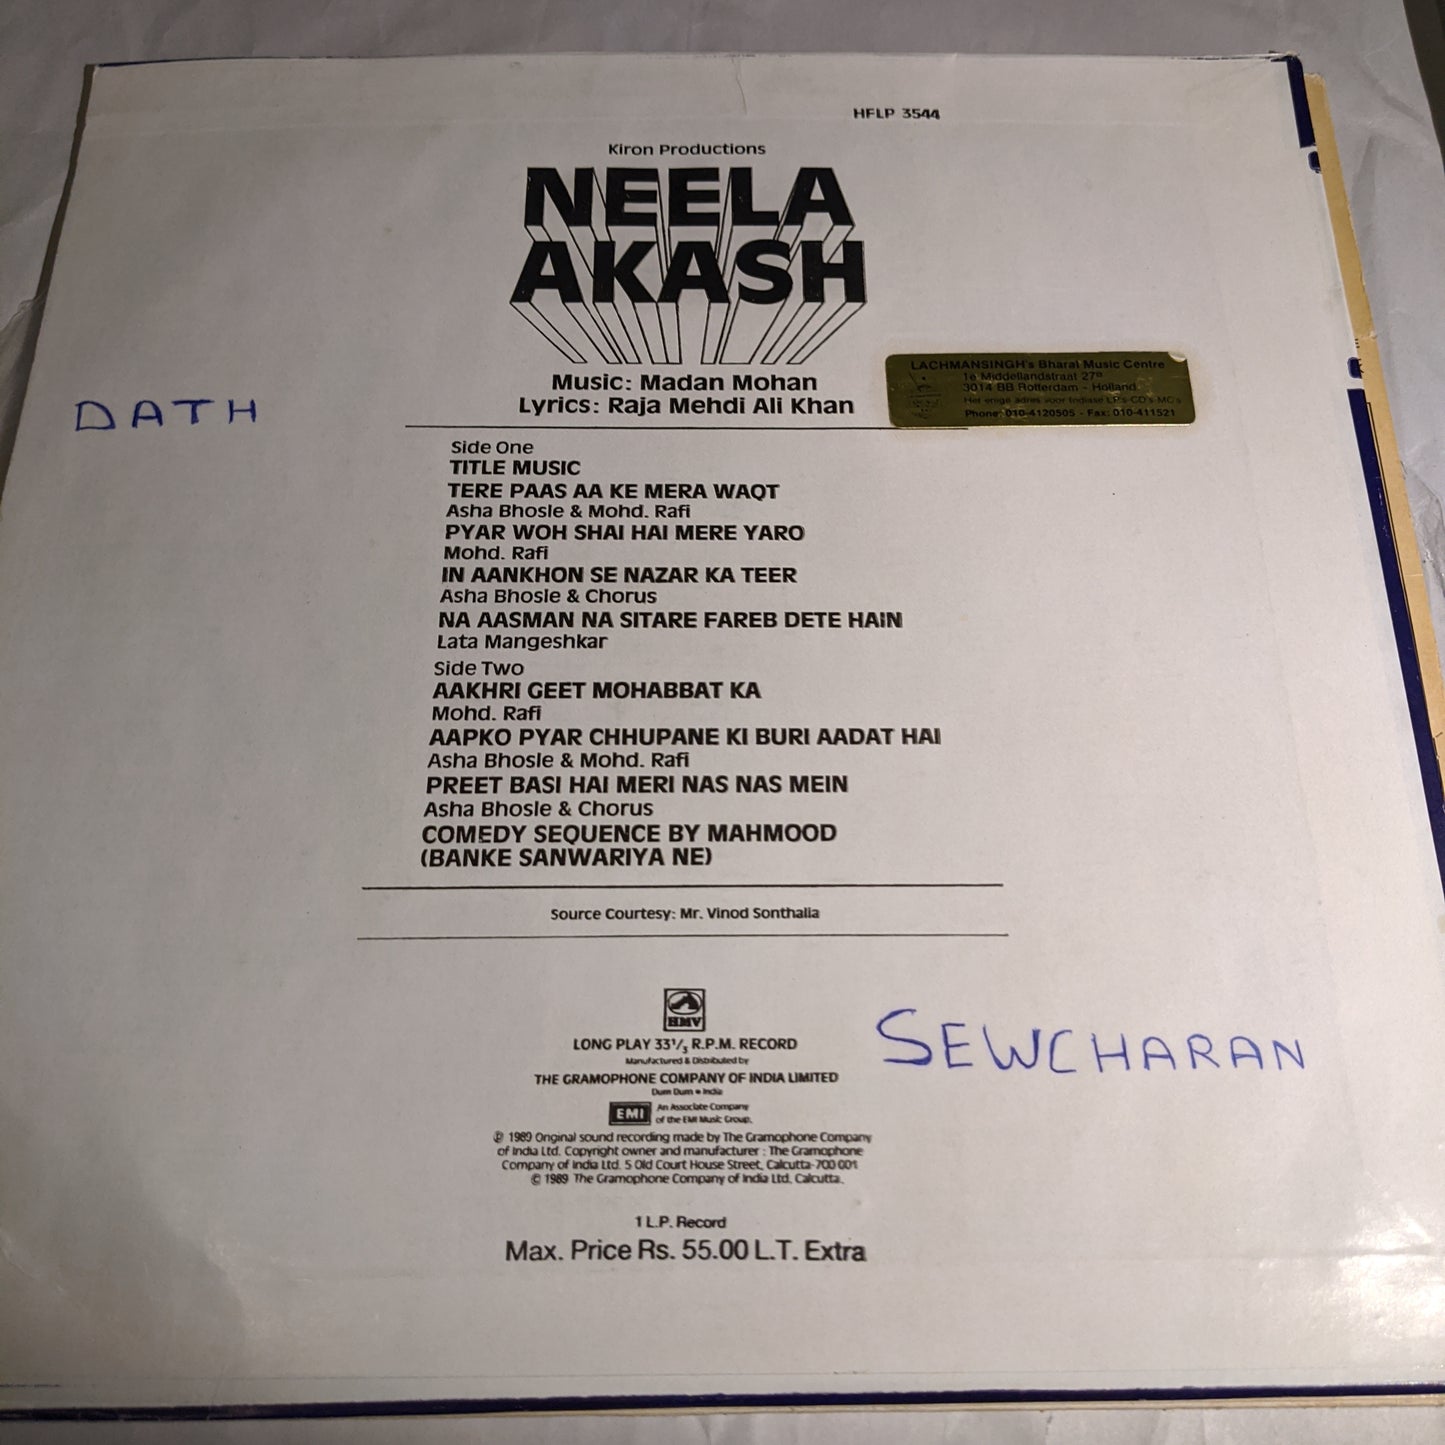 HFLP 3544
Kiron Productions
NEELA
AKASH
Music: Madan Mohan
Lyrics: Raja Mehdi Ali Khan
LACHMANSINGH's Bharat Music Centre
1e Middellandstraat 27a
3014 BB Rotterdam - Holland
Het enige adres voor Indiase LP's-CD's-MC's
Phone: 010-4120505 - Fax: 010-411521
DATH
Side One
TITLE MUSIC
TERE PAAS AA KE MERA WAQT
Asha Bhosle & Mohd. Rafi
PYAR WOH SHAI HAI MERE YARO
Mohd. Rafi
IN AANKHON SE NAZAR KA TEER
Asha Bhosle & Chorus
NA AASMAN NA SITARE FAREB DETE HAIN
Lata Mangeshkar
Side Two
AAKHRI GEET MOHABBAT KA
Mohd. Rafi
AAPKO PYAR CHHUPANE KI BURI AADAT HAI
Asha Bhosle & Mohd. Rafi
PREET BASI HAI MERI NAS NAS MEIN
Asha Bhosle & Chorus
COMEDY SEQUENCE BY MAHMOOD
(BANKE SANWARIYA NE)
Source Courtesy: Mr. Vinod Sonthalia
HMV
LONG PLAY 33⅓ R.P.M. RECORD
Manufactured & Distributed by
THE GRAMOPHONE COMPANY OF INDIA LIMITED
Dum Dum • India
EMI An Associate Company
of the EMI Music Group.
SEWCHARAN
℗ 1989 Original sound recording made by The Gramophone Company
of India Ltd. Copyright owner and manufacturer : The Gramophone
Company of India Ltd. 5 Old Court House Street, Calcutta-700 001
© 1989 The Gramophone Company of India Ltd. Calcutta.
1 L.P. Record
Max. Price Rs. 55.00 L.T. Extra